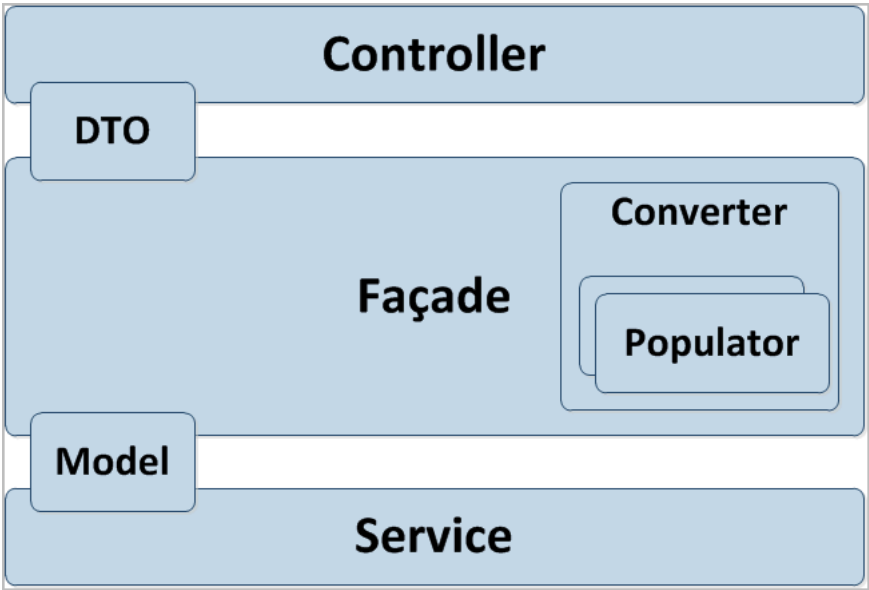 Controller
DTO
Converter
Façade
Populator
Model
Service